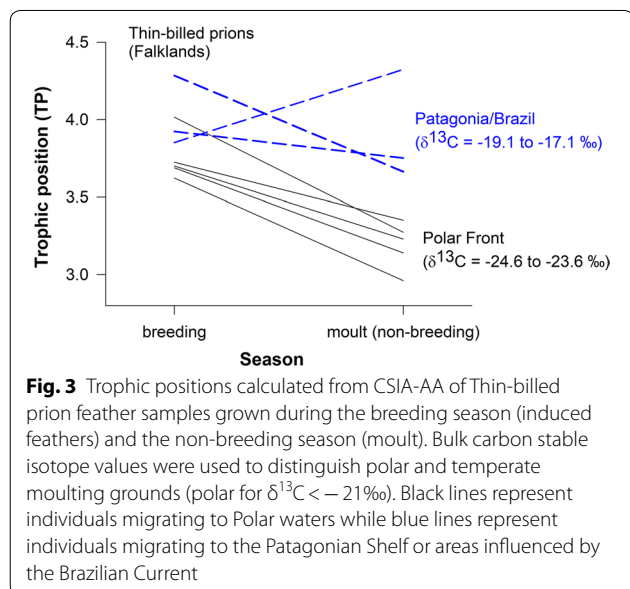 Thin-billed prions
(Falklands)
4.5
4.0
3.5
3.0
Trophic position (TP)
Patagonia/Brazil
(δ13C = -19.1 to -17.1 ‰)
Polar Front
(δ13C = -24.6 to -23.6 ‰)
breeding
moult (non-breeding)
Season
Fig. 3 Trophic positions calculated from CSIA-AA of Thin-billed
prion feather samples grown during the breeding season (induced
feathers) and the non-breeding season (moult). Bulk carbon stable
isotope values were used to distinguish polar and temperate
moulting grounds (polar for δ13C < − 21‰). Black lines represent
individuals migrating to Polar waters while blue lines represent
individuals migrating to the Patagonian Shelf or areas influenced by
the Brazilian Current